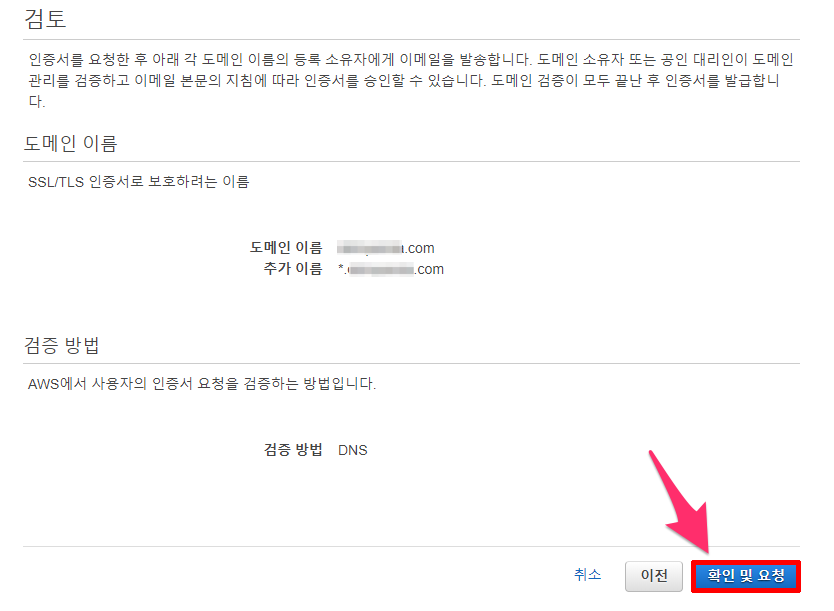 검토
인증서를 요청한 후 아래 각 도메인 이름의 등록 소유자에게 이메일을 발송합니다. 도메인 소유자 또는 공인 대리인이 도메인
관리를 검증하고 이메일 본문의 지침에 따라 인증서를 승인할 수 있습니다. 도메인 검증이 모두 끝난 후 인증서를 발급합니
다.
도메인 이름
SSL/TLS 인증서로 보호하려는 이름
도메인 이름 .com
추가 이름 *. .com
검증 방법
AWS에서 사용자의 인증서 요청을 검증하는 방법입니다.
검증 방법 DNS
취소 이전 확인 및 요청